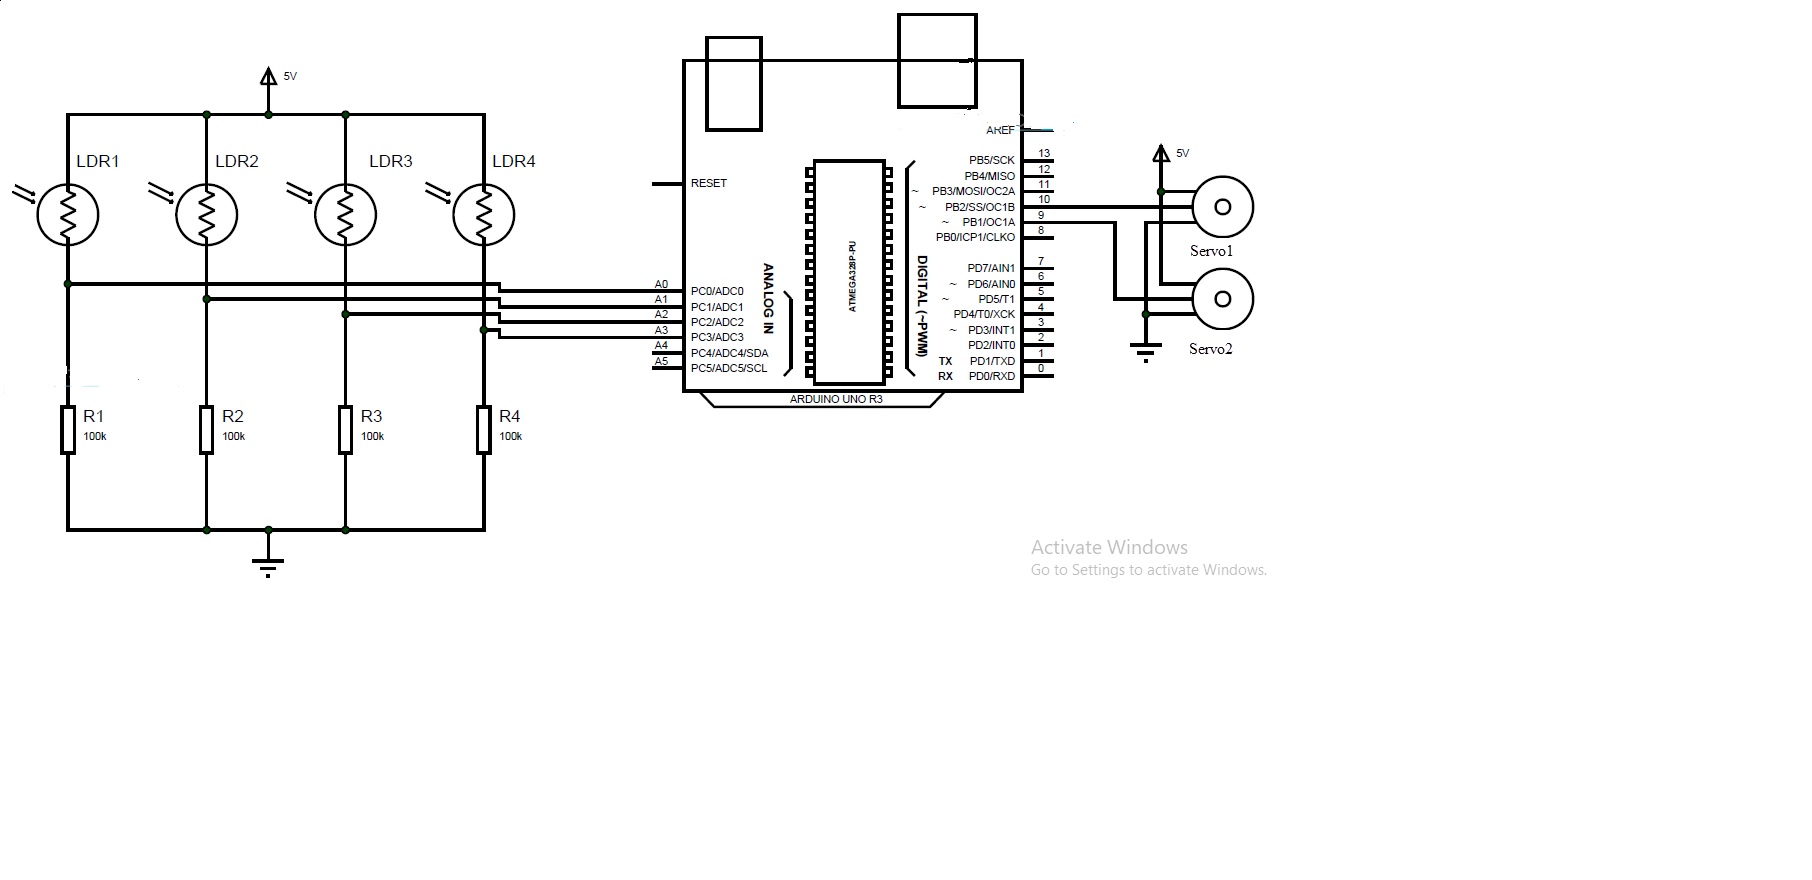 5V
LDR1
LDR2
LDR3
LDR4
R1
100k
R2
100k
R3
100k
R4
100k
RESET
A0
PC0/ADC0
A1
PC1/ADC1
A2
PC2/ADC2
A3
PC3/ADC3
A4
PC4/ADC4/SDA
A5
PC5/ADC5/SCL
ANALOG IN
ATMEGA328P-PU
DIGITAL (~PWM)
AREF
PB5/SCK
13
PB4/MISO
12
~ PB3/MOSI/OC2A
11
~ PB2/SS/OC1B
10
~ PB1/OC1A
9
PB0/ICP1/CLKO
8
PD7/AIN1
7
~ PD6/AIN0
6
~ PD5/T1
5
PD4/T0/XCK
4
~ PD3/INT1
3
PD2/INT0
2
TX PD1/TXD
1
RX PD0/RXD
0
ARDUINO UNO R3
5V
Servo1
Servo2
Activate Windows
Go to Settings to activate Windows.